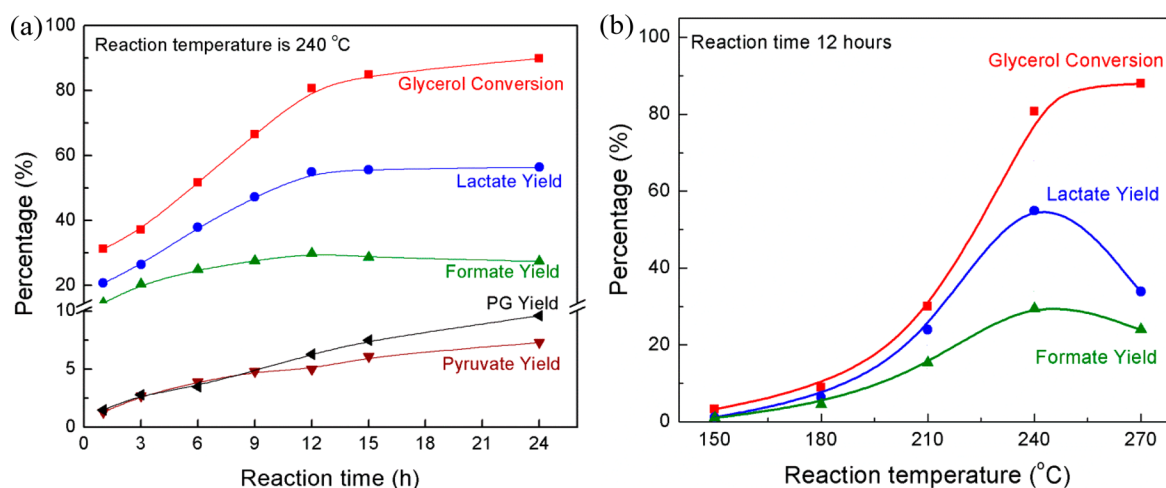 (a)
Reaction temperature is 240 °C
Glycerol Conversion
Lactate Yield
Formate Yield
PG Yield
Pyruvate Yield
Percentage (%)
100
80
60
40
20
10
5
0
0 3 6 9 12 15 18 21 24
Reaction time (h)
(b)
Reaction time 12 hours
Glycerol Conversion
Lactate Yield
Formate Yield
Percentage (%)
100
80
60
40
20
0
150 180 210 240 270
Reaction temperature (°C)